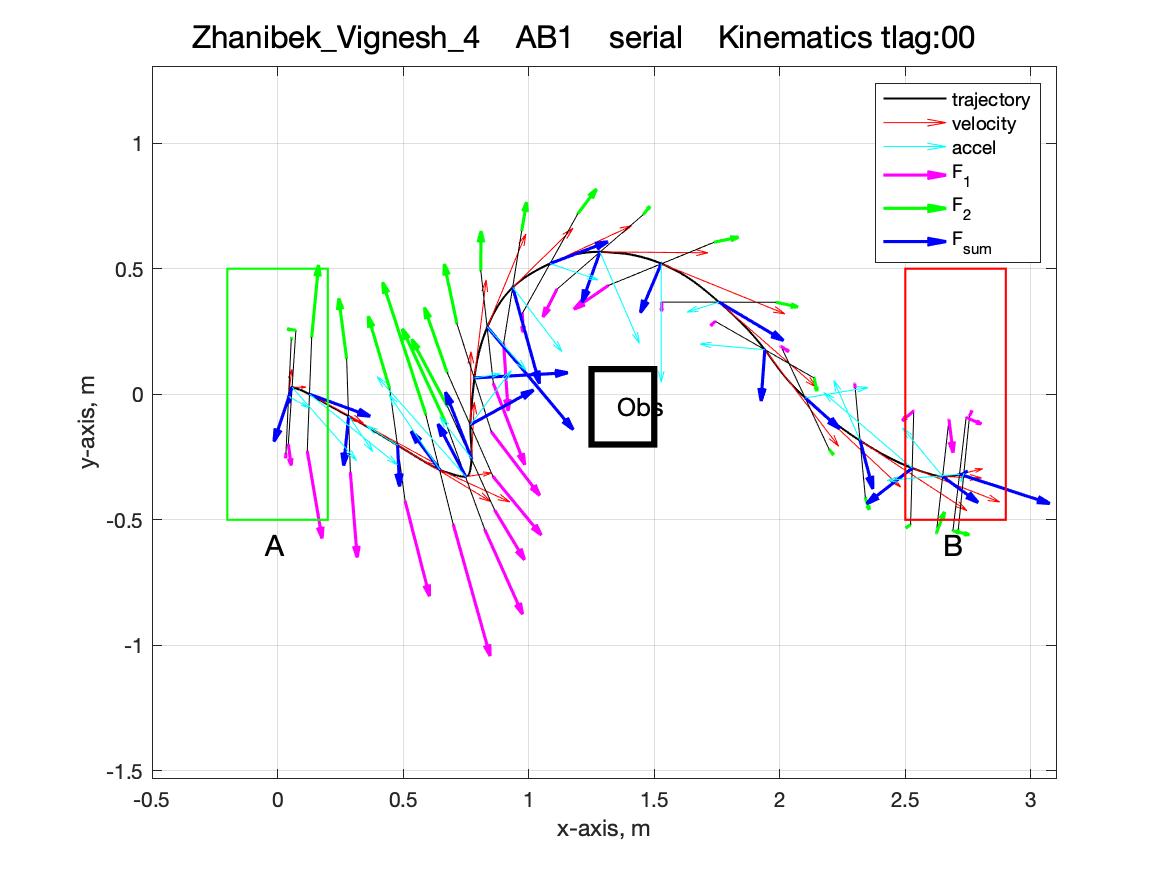 Zhanibek_Vignesh_4 AB1 serial Kinematics tlag:00
trajectory
velocity
accel
F1
F2
Fsum
1
0.5
0
-0.5
-1
-1.5
y-axis, m
A
Obs
B
-0.5 0 0.5 1 1.5 2 2.5 3
x-axis, m